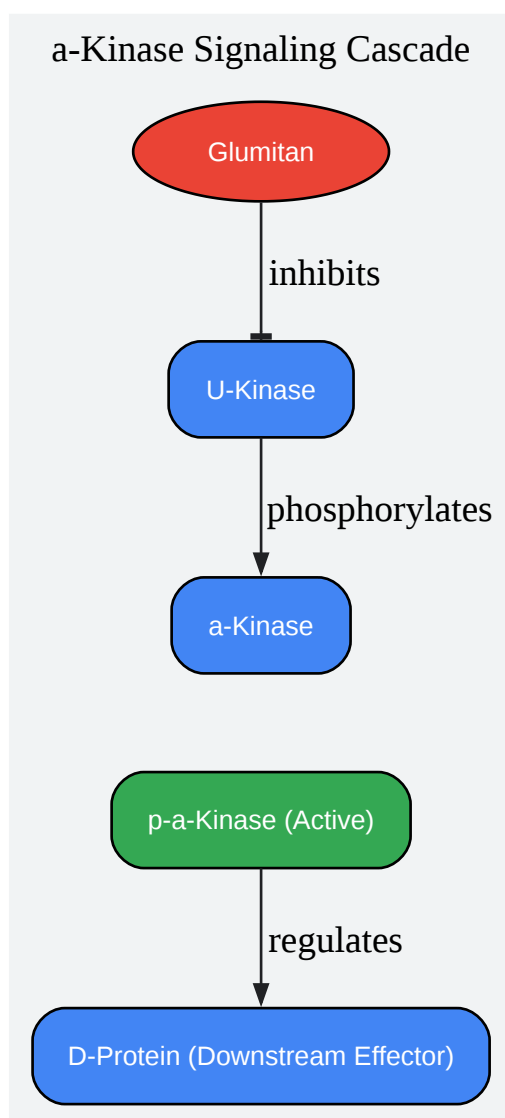 a-Kinase Signaling Cascade
Glumitan
inhibits
U-Kinase
phosphorylates
a-Kinase
p-a-Kinase (Active)
regulates
D-Protein (Downstream Effector)